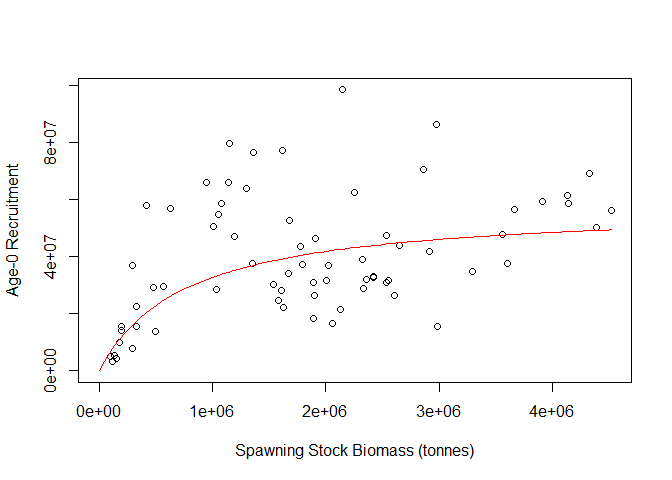 Age-0 Recruitment
8e+07
4e+07
0e+00
0e+00 1e+06 2e+06 3e+06 4e+06
Spawning Stock Biomass (tonnes)